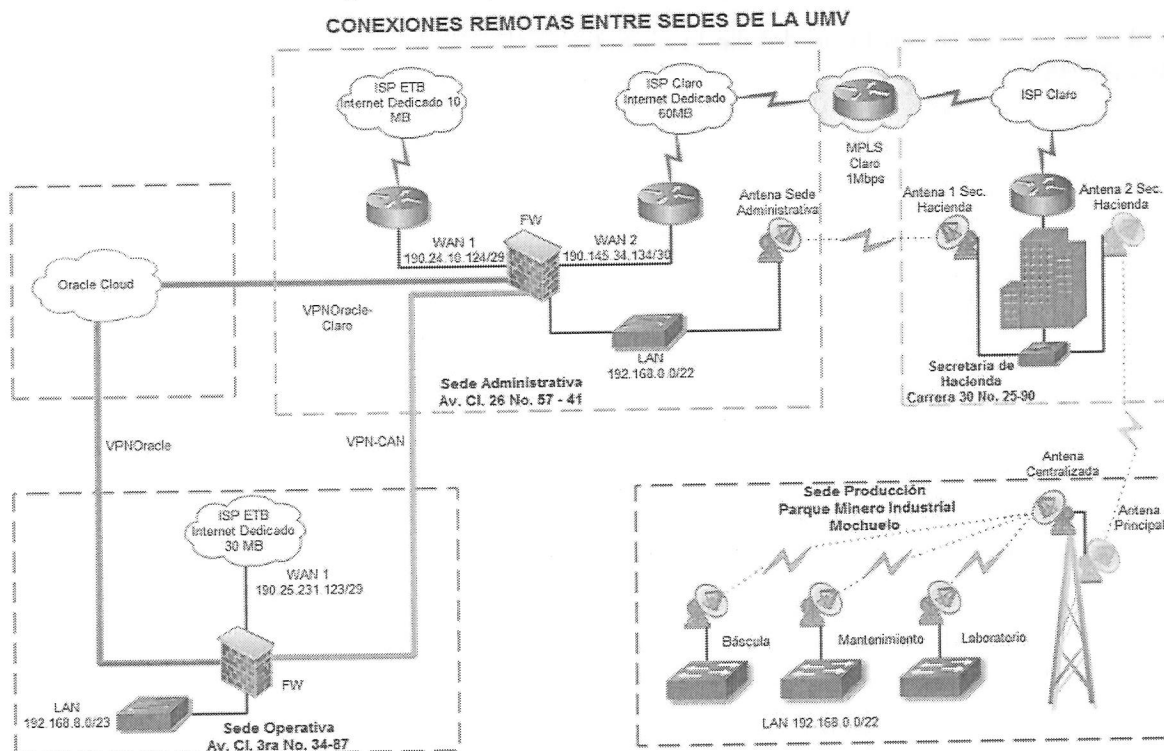 CONEXIONES REMOTAS ENTRE SEDES DE LA UMV
ISP ETB
Internet Dedicado 10
MB
ISP Claro
Internet Dedicado
60MB
MPLS
Claro
1Mbps
ISP Claro
Antena Sede
Administrativa
Antena 1 Sec.
Hacienda
Antena 2 Sec.
Hacienda
FW
WAN 1
190.24.16.124/29
WAN 2
190.145.34.134/30
Oracle Cloud
VPNOracle-
Claro
LAN
192.168.0.0/22
Sede Administrativa
Av. Cl. 26 No. 57 - 41
Secretaria de
Hacienda
Carrera 30 No. 25-90
VPNOracle
VPN-CAN
ISP ETB
Internet Dedicado
30 MB
WAN 1
190.25.231.123/29
FW
LAN
192.168.8.0/23
Sede Operativa
Av. Cl. 3ra No. 34-87
Sede Producción
Parque Minero Industrial
Mochuelo
Antena
Centralizada
Antena
Principal
Báscula
Mantenimiento
Laboratorio
LAN 192.168.0.0/22